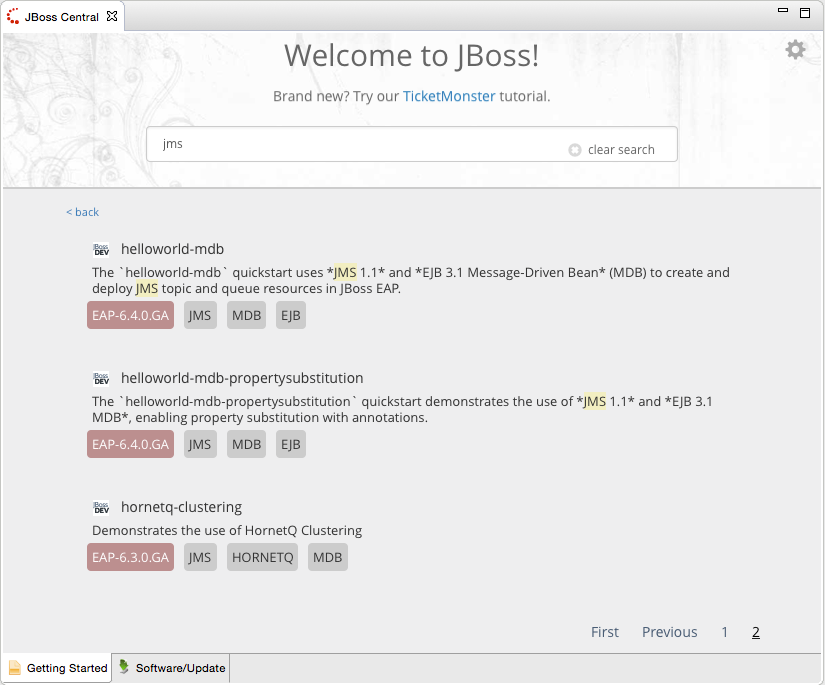 JBoss Central
Welcome to JBoss!
Brand new? Try our TicketMonster tutorial.
jms
clear search
< back
JBoss DEV helloworld-mdb
The `helloworld-mdb` quickstart uses *JMS 1.1* and *EJB 3.1 Message-Driven Bean* (MDB) to create and
deploy JMS topic and queue resources in JBoss EAP.
EAP-6.4.0.GA JMS MDB EJB
JBoss DEV helloworld-mdb-propertysubstitution
The `helloworld-mdb-propertysubstitution` quickstart demonstrates the use of *JMS 1.1* and *EJB 3.1
MDB*, enabling property substitution with annotations.
EAP-6.4.0.GA JMS MDB EJB
JBoss DEV hornetq-clustering
Demonstrates the use of HornetQ Clustering
EAP-6.3.0.GA JMS HORNETQ MDB
First Previous 1 2
Getting Started Software/Update